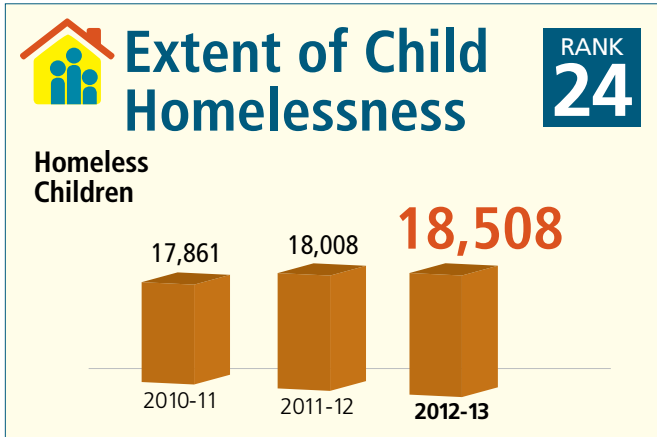 Extent of Child
Homelessness
RANK
24
Homeless
Children
17,861
18,008
18,508
2010-11
2011-12
2012-13